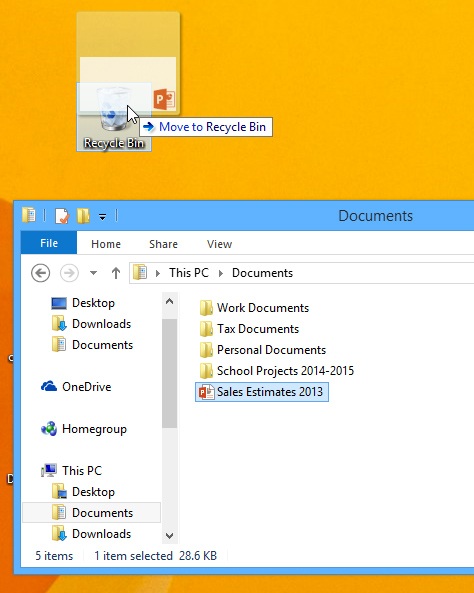 Move to Recycle Bin
Recycle Bin
Documents
File Home Share View
This PC Documents
Desktop
Downloads
Documents
OneDrive
Homegroup
This PC
Desktop
Documents
Downloads
Work Documents
Tax Documents
Personal Documents
School Projects 2014-2015
Sales Estimates 2013
5 items 1 item selected 28.6 KB